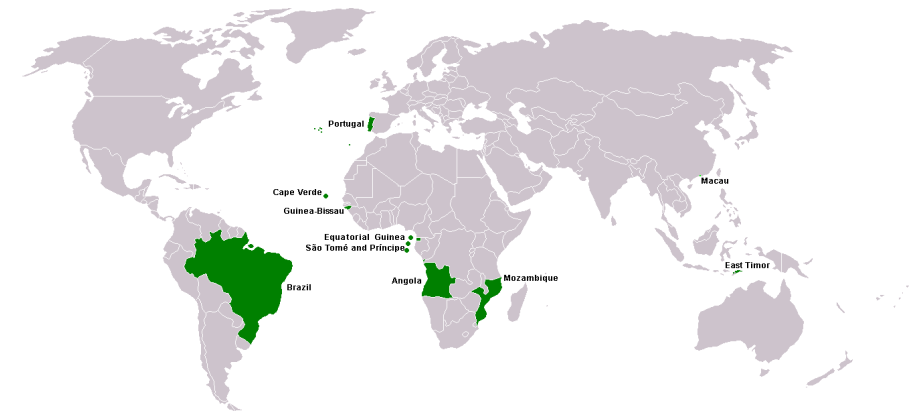 Portugal
Macau
Cape Verde
Guinea-Bissau
Equatorial Guinea
São Tomé and Príncipe
East Timor
Angola
Mozambique
Brazil